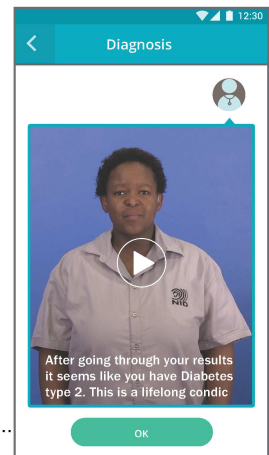 12:30
Diagnosis
NID
After going through your results
it seems like you have Diabetes
type 2. This is a lifelong condic
OK
..